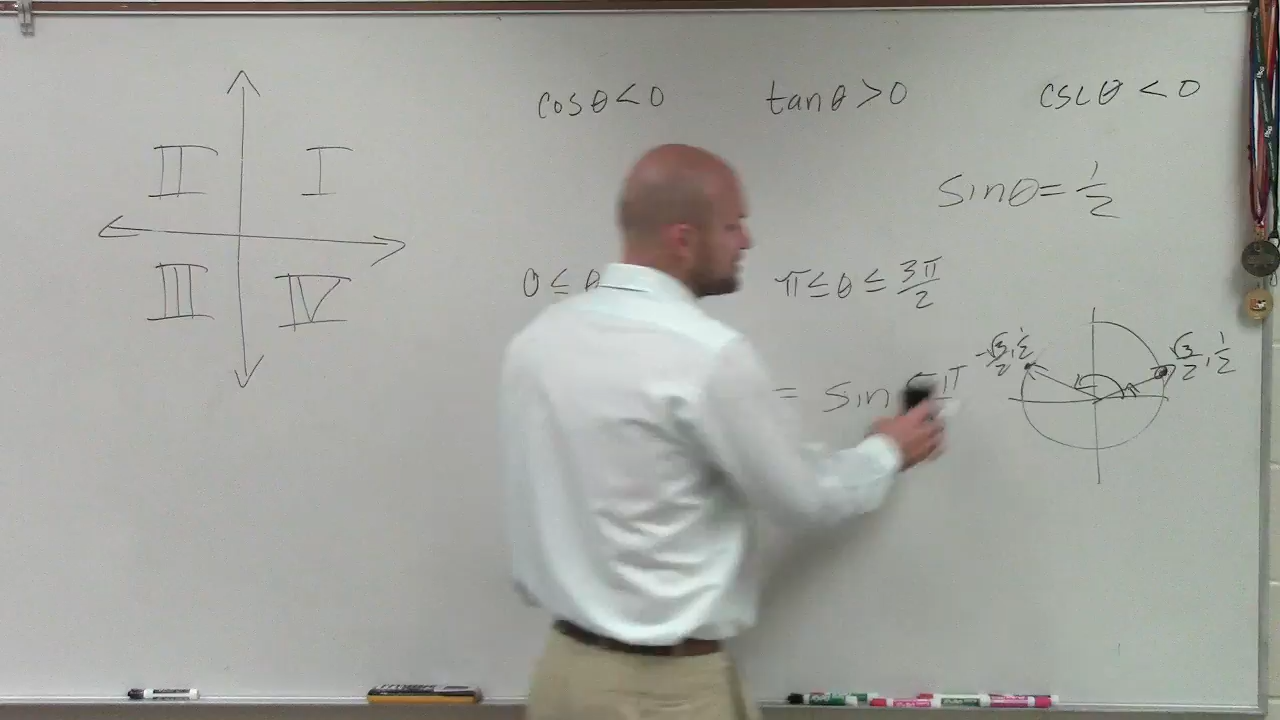 II I
III IV
cosθ<0 tanθ>0 cscθ<0
sinθ=1/2
0≤θ π≤θ≤3π/2
= sin π
-√3/2, 1/2 √3/2, 1/2